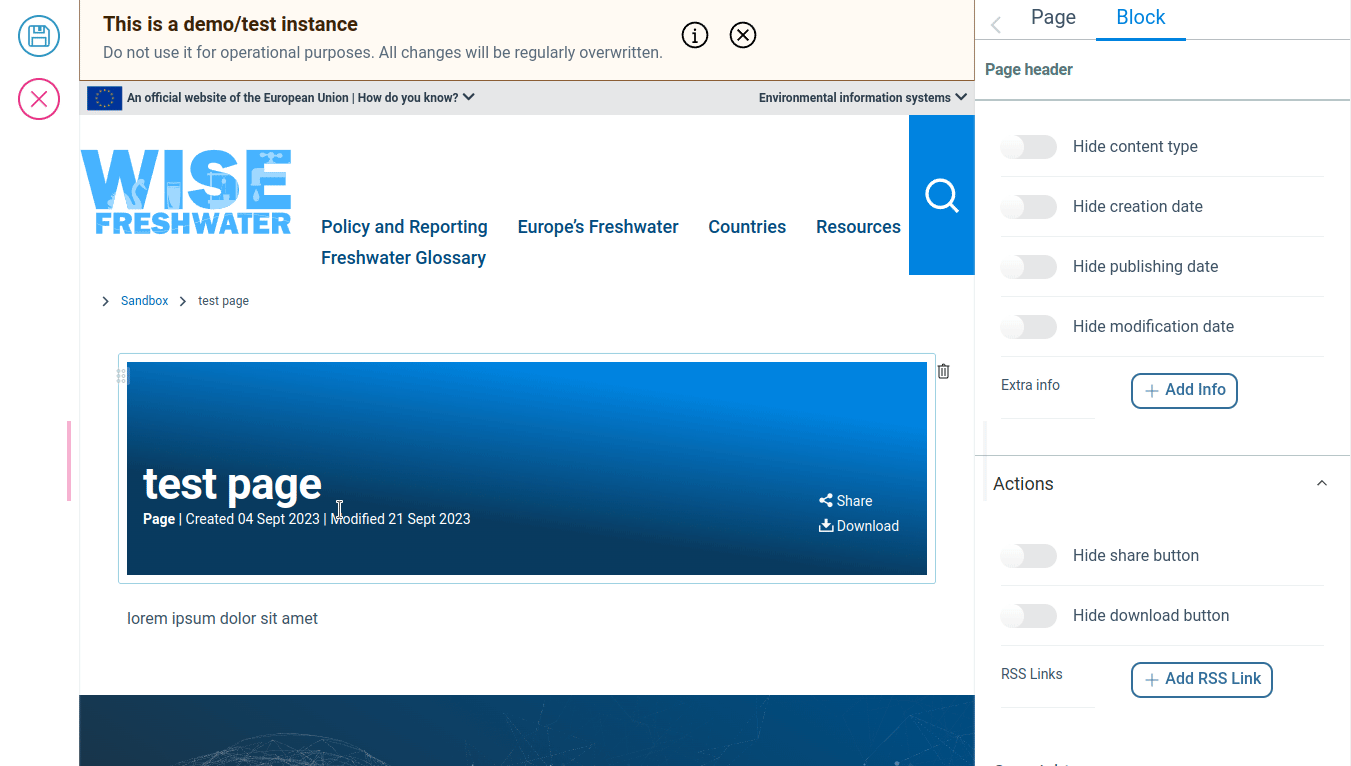 This is a demo/test instance
Do not use it for operational purposes. All changes will be regularly overwritten.
An official website of the European Union | How do you know?
Environmental information systems
WISE
FRESHWATER
Policy and Reporting
Europe’s Freshwater
Countries
Resources
Freshwater Glossary
Sandbox
test page
test page
Page | Created 04 Sept 2023 | Modified 21 Sept 2023
Share
Download
lorem ipsum dolor sit amet
Page
Block
Page header
Hide content type
Hide creation date
Hide publishing date
Hide modification date
Extra info
Add Info
Actions
Hide share button
Hide download button
RSS Links
Add RSS Link